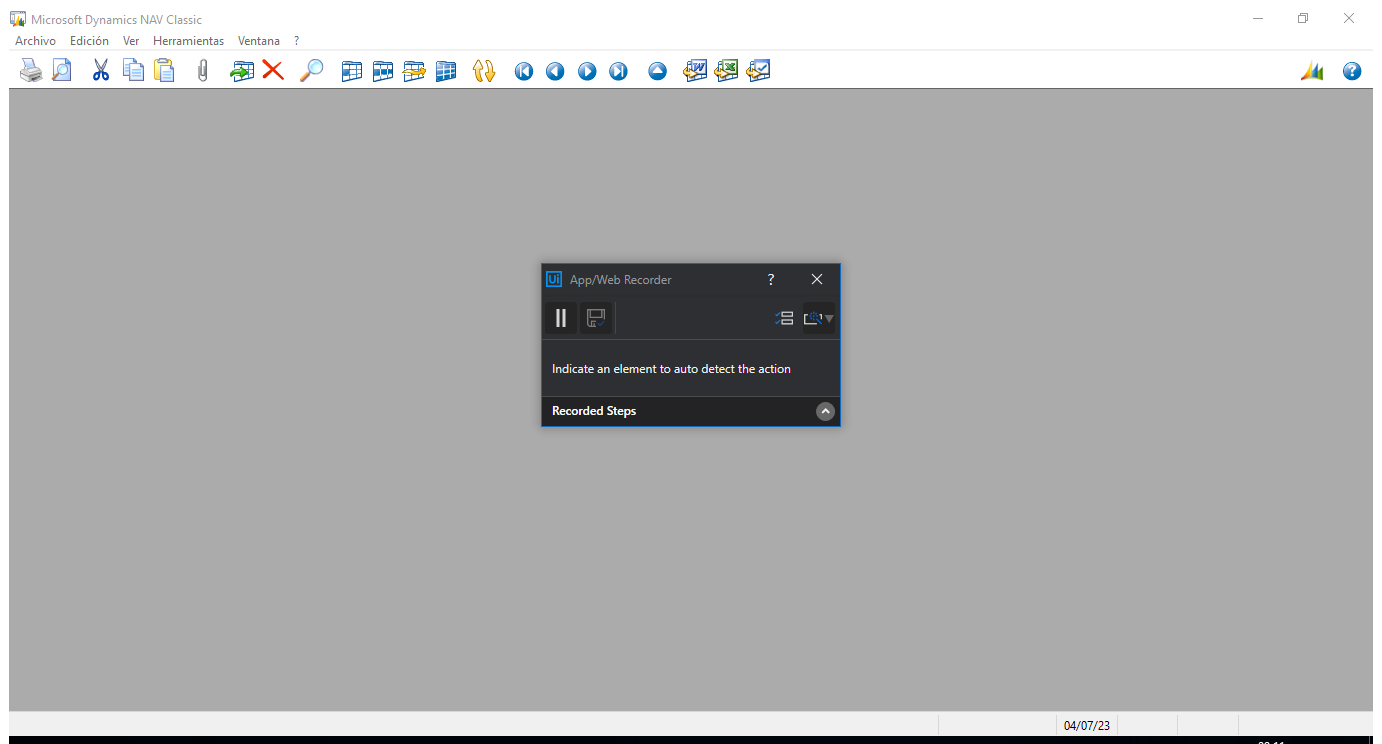 Microsoft Dynamics NAV Classic
Archivo Edición Ver Herramientas Ventana ?
W X
?
Ui App/Web Recorder ?
Indicate an element to auto detect the action
Recorded Steps
04/07/23